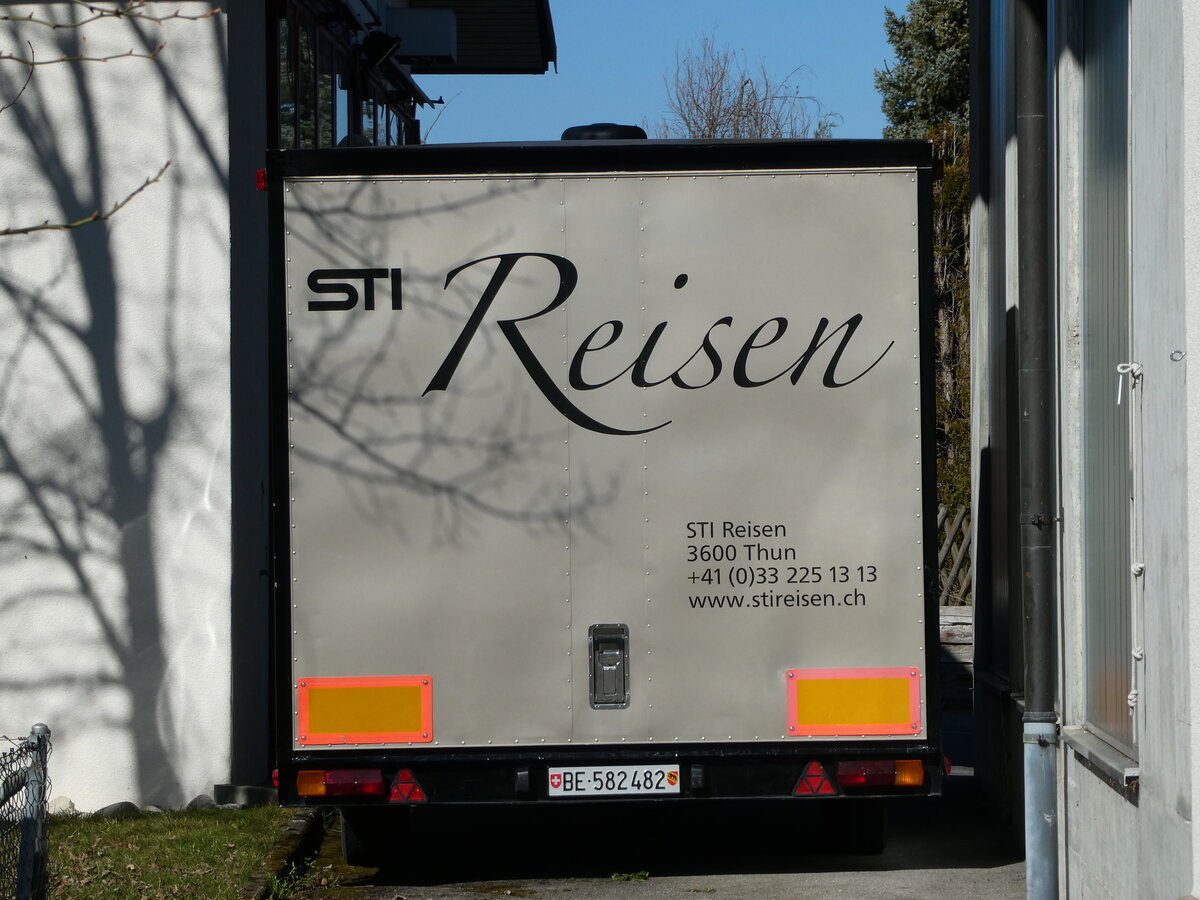 STI Reisen
STI Reisen
3600 Thun
+41 (0)33 225 13 13
www.stireisen.ch
BE·582482